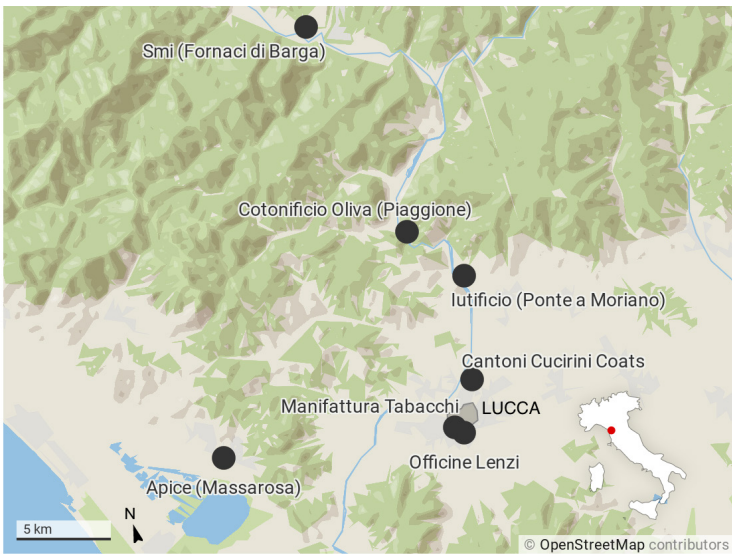 Smi (Fornaci di Barga)
Cotonificio Oliva (Piaggione)
Iutificio (Ponte a Moriano)
Cantoni Cucirini Coats
Manifattura Tabacchi
LUCCA
Officine Lenzi
Apice (Massarosa)
N
5 km
© OpenStreetMap contributors